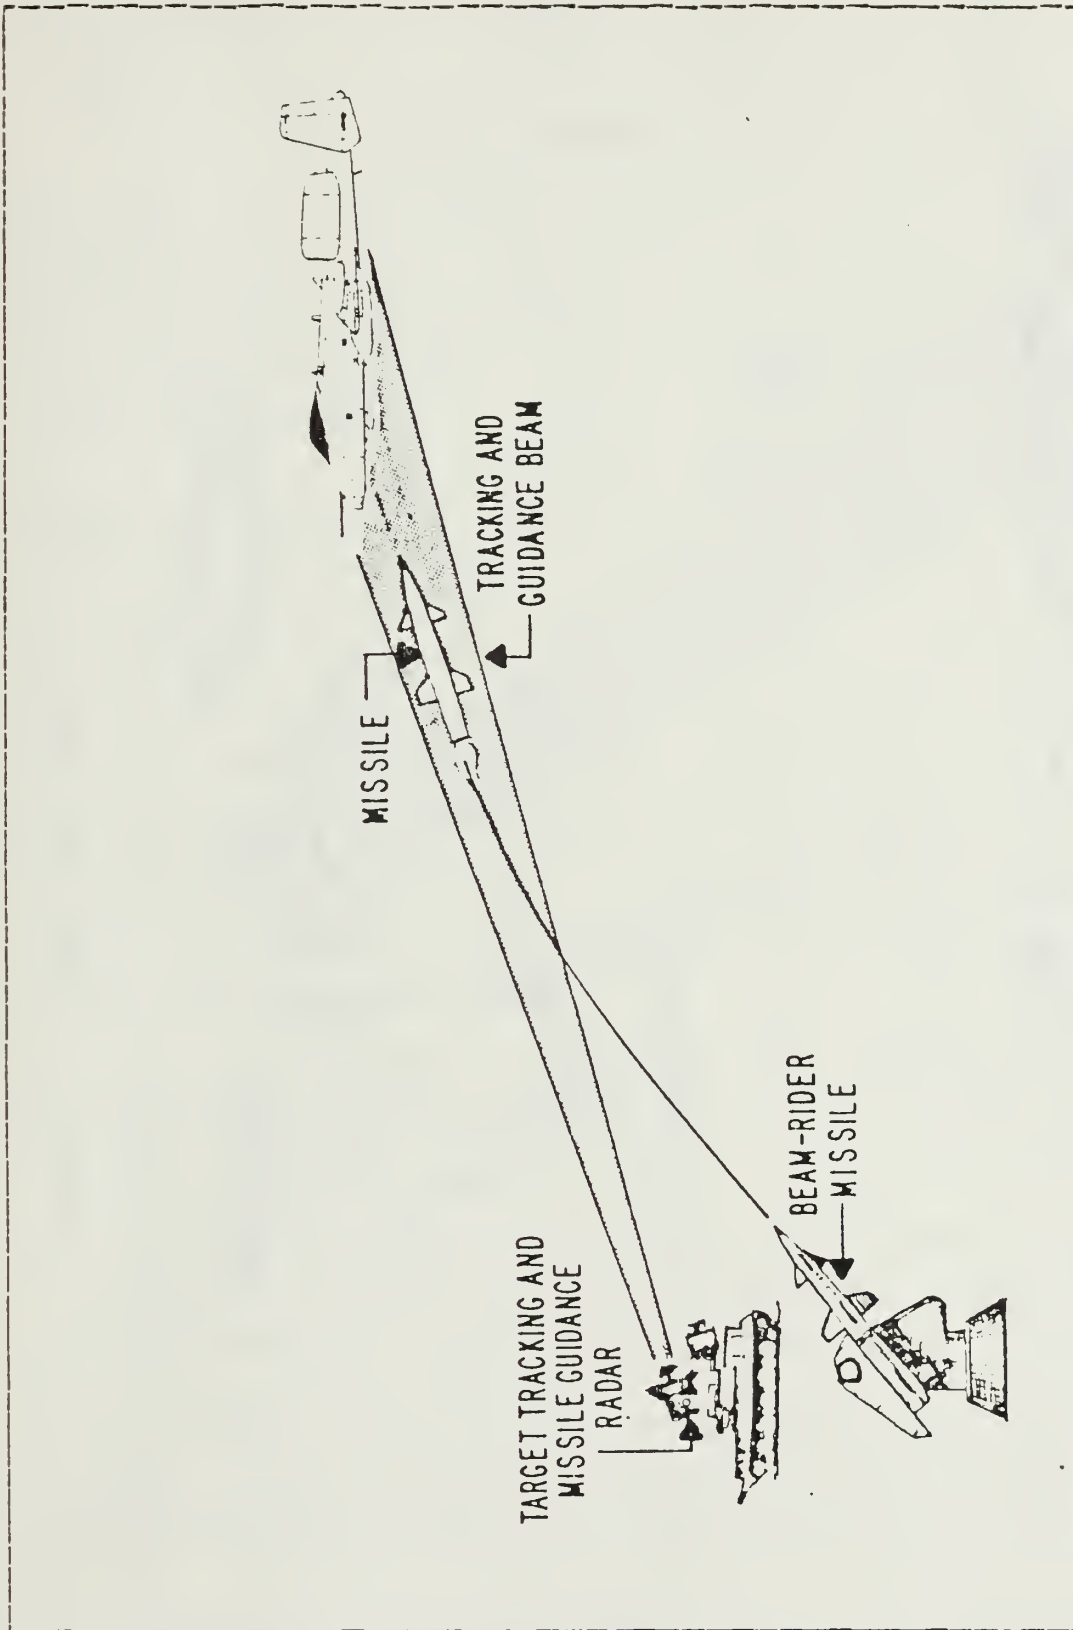 MISSILE
TRACKING AND
GUIDANCE BEAM
TARGET TRACKING AND
MISSILE GUIDANCE
RADAR
BEAM-RIDER
MISSILE